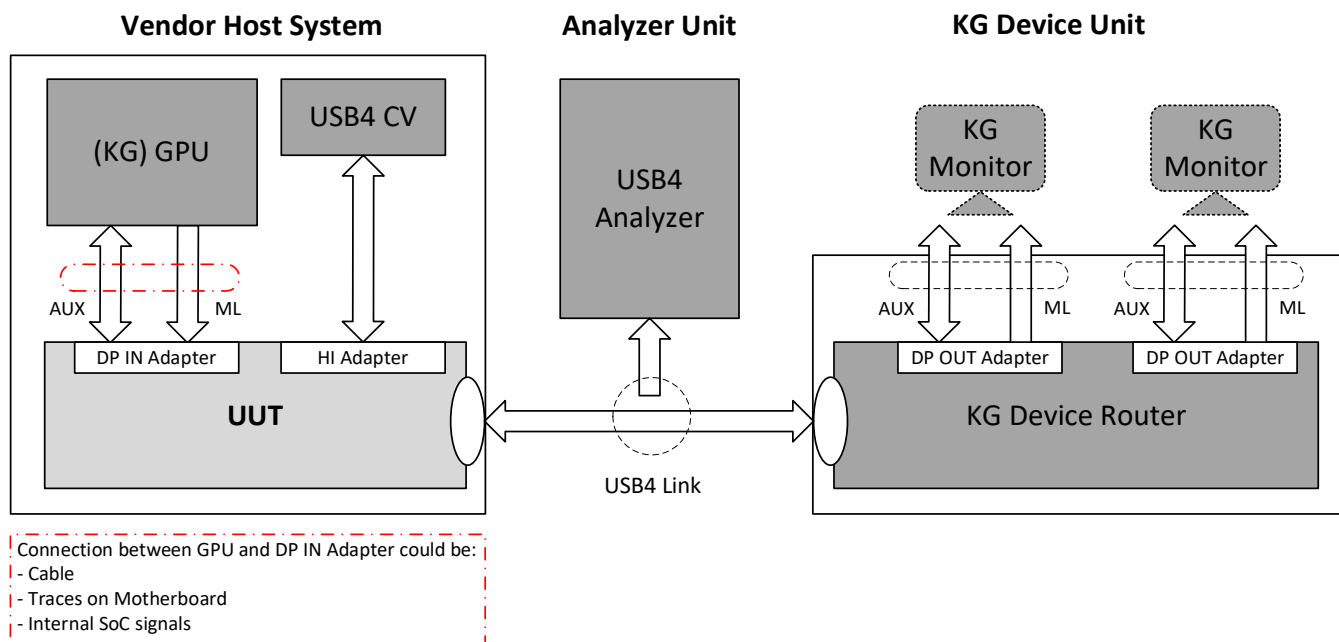 Vendor Host System
Analyzer Unit
KG Device Unit
(KG) GPU
USB4 CV
AUX
ML
DP IN Adapter
HI Adapter
UUT
USB4
Analyzer
USB4 Link
KG
Monitor
KG
Monitor
AUX
ML
AUX
ML
DP OUT Adapter
DP OUT Adapter
KG Device Router
Connection between GPU and DP IN Adapter could be:
- Cable
- Traces on Motherboard
- Internal SoC signals